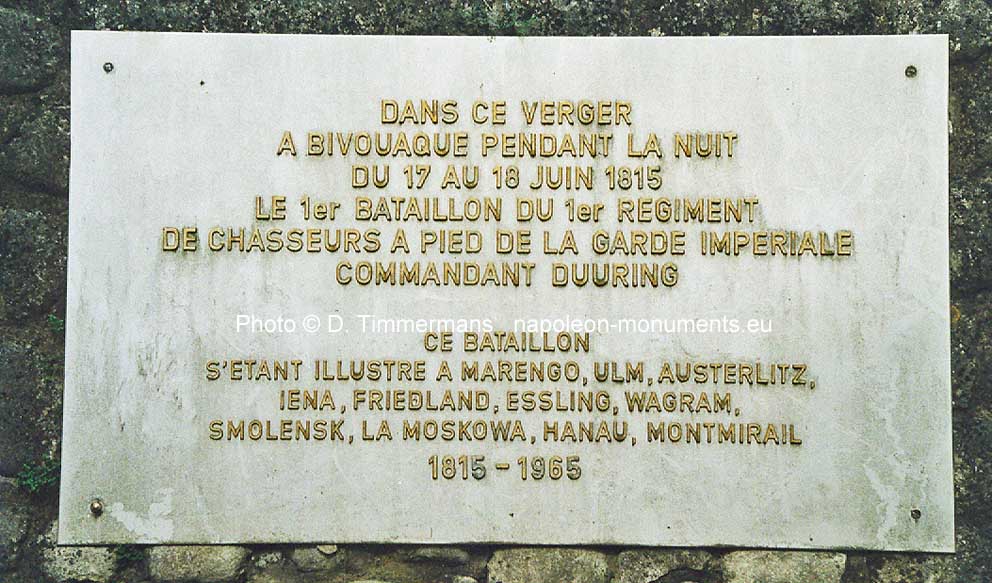 DANS CE VERGER
A BIVOUAQUE PENDANT LA NUIT
DU 17 AU 18 JUIN 1815
LE 1er BATAILLON DU 1er REGIMENT
DE CHASSEURS A PIED DE LA GARDE IMPERIALE
COMMANDANT DUURING
Photo © D. Timmermans napoleon-monuments.eu
CE BATAILLON
S'ETANT ILLUSTRE A MARENGO, ULM, AUSTERLITZ,
IENA, FRIEDLAND, ESSLING, WAGRAM,
SMOLENSK, LA MOSKOWA, HANAU, MONTMIRAIL
1815 - 1965